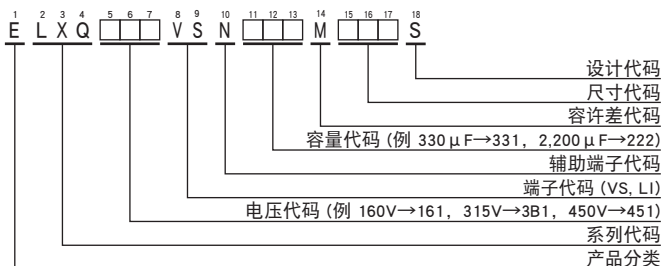 1 2 3 4 5 6 7 8 9 10 11 12 13 14 15 16 17 18
E L X Q □□□ V S N □□□ M □□□ S
设计代码
尺寸代码
容许差代码
容量代码 (例 330μF→331, 2,200μF→222)
辅助端子代码
端子代码 (VS, LI)
电压代码 (例 160V→161, 315V→3B1, 450V→451)
系列代码
产品分类